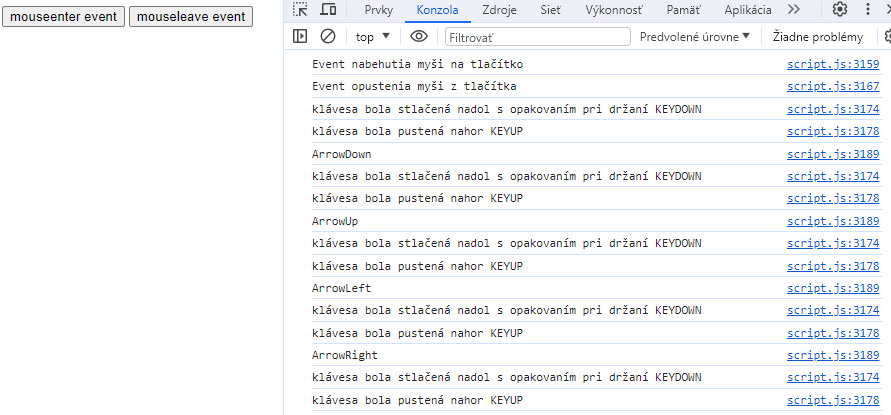 mouseenter event mouseleave event
Prvky Konzola Zdroje Sieť Výkonnosť Pamäť Aplikácia
top Filtrovať Predvolené úrovne Žiadne problémy
Event nabehutia myši na tlačítko script.js:3159
Event opustenia myši z tlačítka script.js:3167
klávesa bola stlačená nadol s opakovaním pri držaní KEYDOWN script.js:3174
klávesa bola pustená nahor KEYUP script.js:3178
ArrowDown script.js:3189
klávesa bola stlačená nadol s opakovaním pri držaní KEYDOWN script.js:3174
klávesa bola pustená nahor KEYUP script.js:3178
ArrowUp script.js:3189
klávesa bola stlačená nadol s opakovaním pri držaní KEYDOWN script.js:3174
klávesa bola pustená nahor KEYUP script.js:3178
ArrowLeft script.js:3189
klávesa bola stlačená nadol s opakovaním pri držaní KEYDOWN script.js:3174
klávesa bola pustená nahor KEYUP script.js:3178
ArrowRight script.js:3189
klávesa bola stlačená nadol s opakovaním pri držaní KEYDOWN script.js:3174
klávesa bola pustená nahor KEYUP script.js:3178